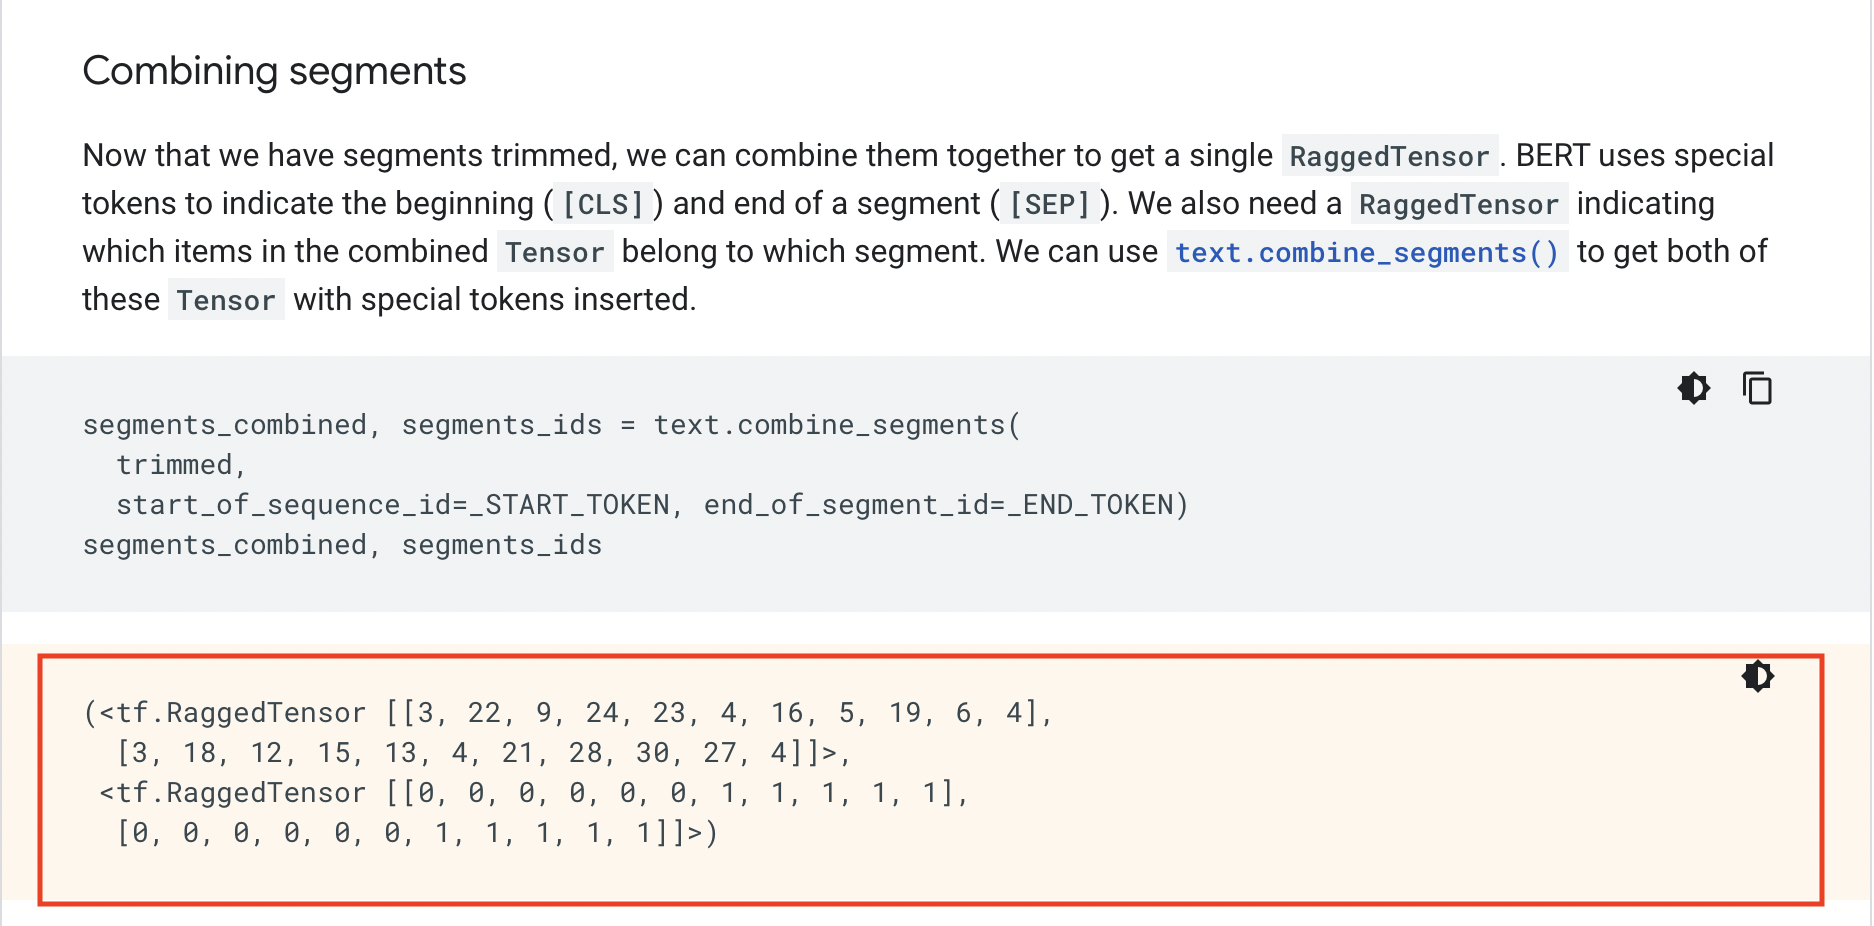 Combining segments
Now that we have segments trimmed, we can combine them together to get a single RaggedTensor . BERT uses special
tokens to indicate the beginning ( [CLS] ) and end of a segment ( [SEP] ). We also need a RaggedTensor indicating
which items in the combined Tensor belong to which segment. We can use text.combine_segments() to get both of
these Tensor with special tokens inserted.
segments_combined, segments_ids = text.combine_segments(
  trimmed,
  start_of_sequence_id=_START_TOKEN, end_of_segment_id=_END_TOKEN)
segments_combined, segments_ids
(<tf.RaggedTensor [[3, 22, 9, 24, 23, 4, 16, 5, 19, 6, 4],
  [3, 18, 12, 15, 13, 4, 21, 28, 30, 27, 4]]>,
 <tf.RaggedTensor [[0, 0, 0, 0, 0, 0, 1, 1, 1, 1, 1],
  [0, 0, 0, 0, 0, 0, 1, 1, 1, 1, 1]]>)